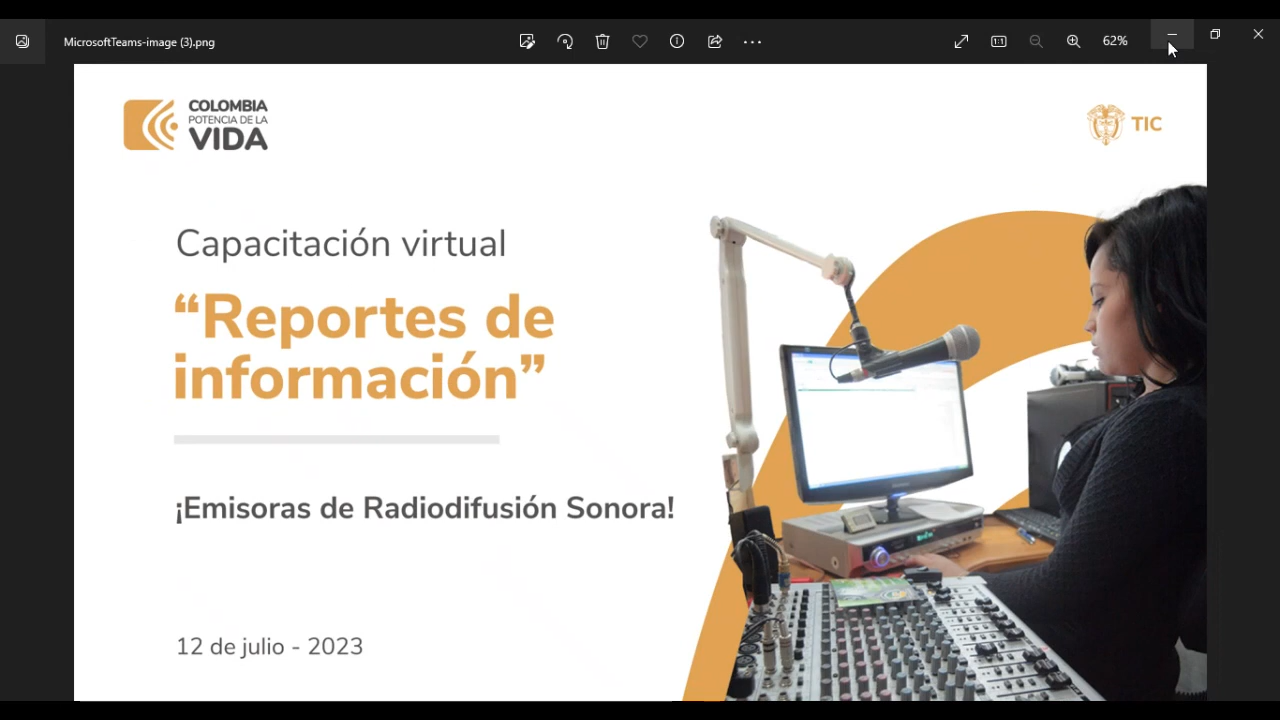 MicrosoftTeams-image (3).png
62%
COLOMBIA
POTENCIA DE LA
VIDA
TIC
Capacitación virtual
“Reportes de
información”
¡Emisoras de Radiodifusión Sonora!
12 de julio - 2023